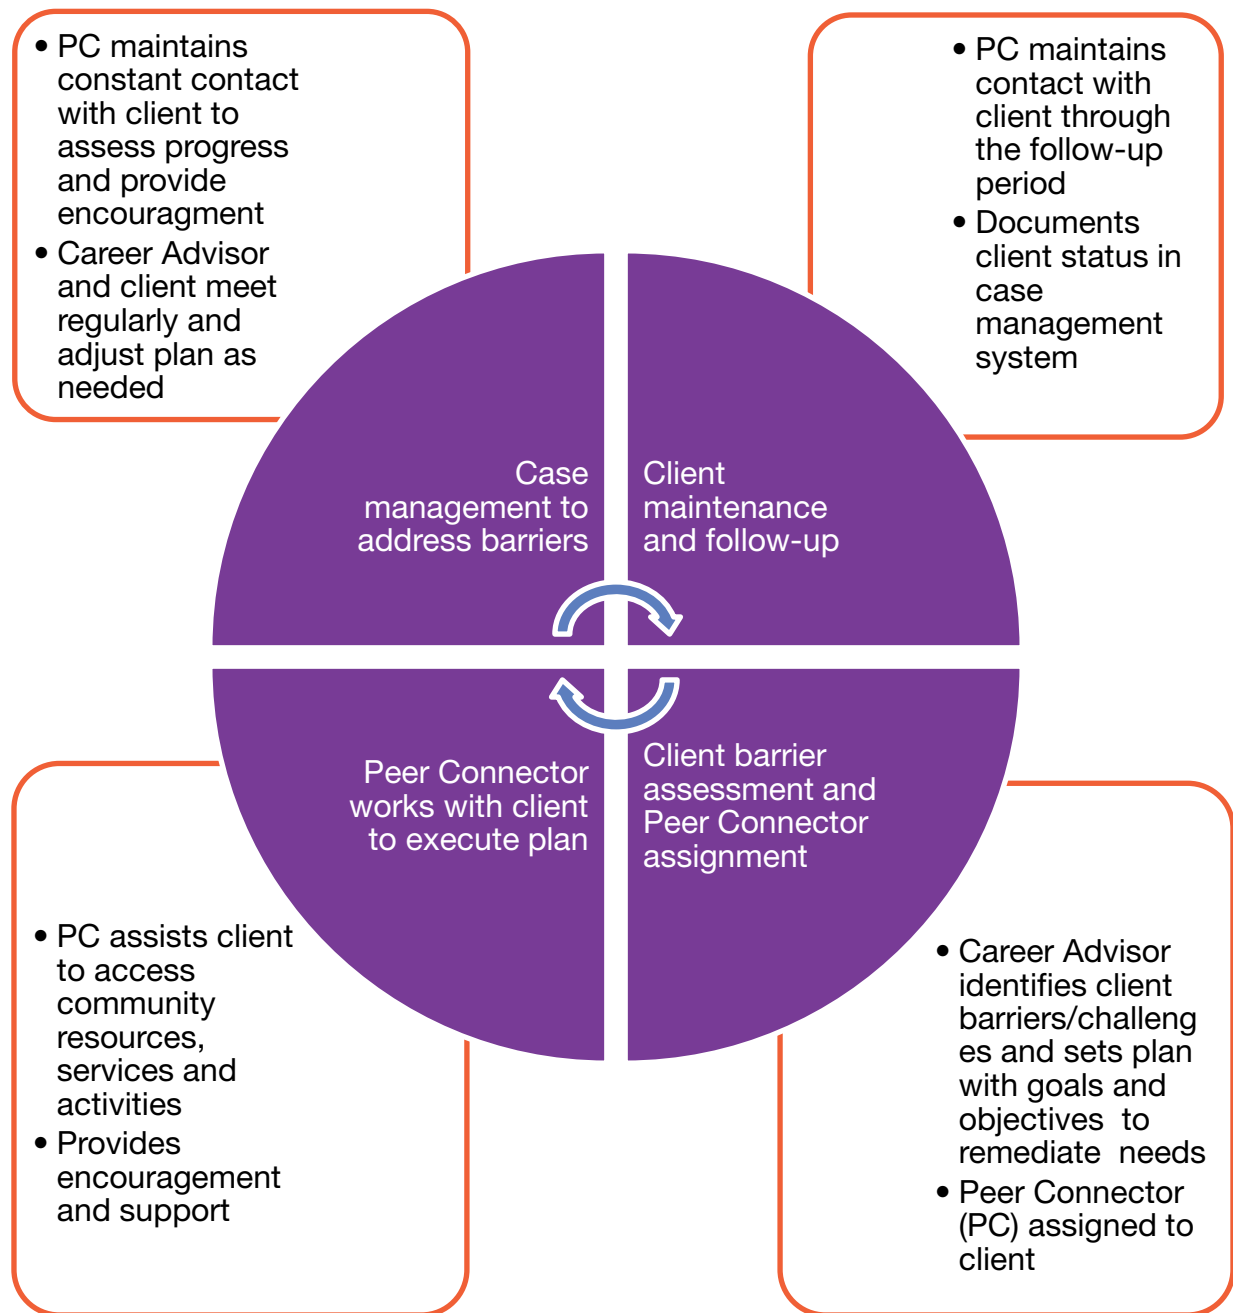 • PC maintains
constant contact
with client to
assess progress
and provide
encouragment
• Career Advisor
and client meet
regularly and
adjust plan as
needed
• PC maintains
contact with
client through
the follow-up
period
• Documents
client status in
case
management
system
Case
management to
address barriers
Client
maintenance
and follow-up
Peer Connector
works with client
to execute plan
Client barrier
assessment and
Peer Connector
assignment
• PC assists client
to access
community
resources,
services and
activities
• Provides
encouragement
and support
• Career Advisor
identifies client
barriers/challeng
es and sets plan
with goals and
objectives to
remediate needs
• Peer Connector
(PC) assigned to
client